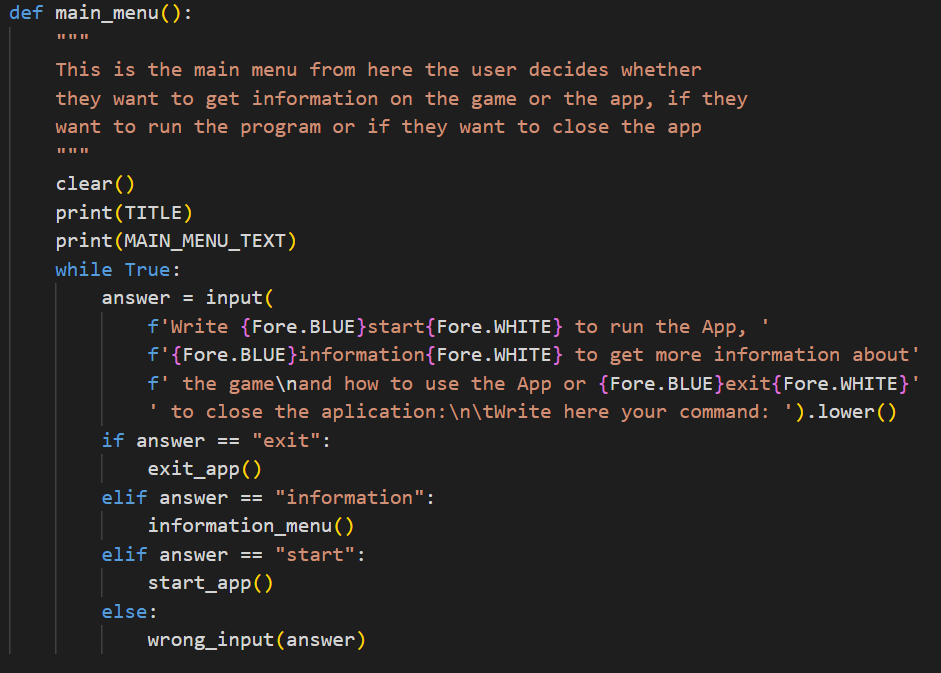 def main_menu():
    """
    This is the main menu from here the user decides whether
    they want to get information on the game or the app, if they
    want to run the program or if they want to close the app
    """
    clear()
    print(TITLE)
    print(MAIN_MENU_TEXT)
    while True:
        answer = input(
            f'Write {Fore.BLUE}start{Fore.WHITE} to run the App, '
            f'{Fore.BLUE}information{Fore.WHITE} to get more information about'
            f' the game\nand how to use the App or {Fore.BLUE}exit{Fore.WHITE}'
            ' to close the aplication:\n\tWrite here your command: ').lower()
        if answer == "exit":
            exit_app()
        elif answer == "information":
            information_menu()
        elif answer == "start":
            start_app()
        else:
            wrong_input(answer)